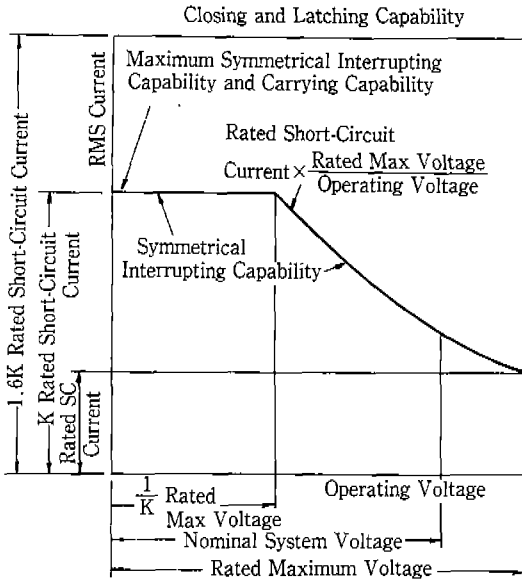 Closing and Latching Capability
Maximum Symmetrical Interrupting
Capability and Carrying Capability
RMS Current
Rated Short-Circuit
Current × Rated Max Voltage
Operating Voltage
Symmetrical
Interrupting Capability
1.6K Rated Short-Circuit Current
K Rated Short-Circuit
Current
Rated SC
Current
1
K Rated
Max Voltage
Operating Voltage
Nominal System Voltage
Rated Maximum Voltage